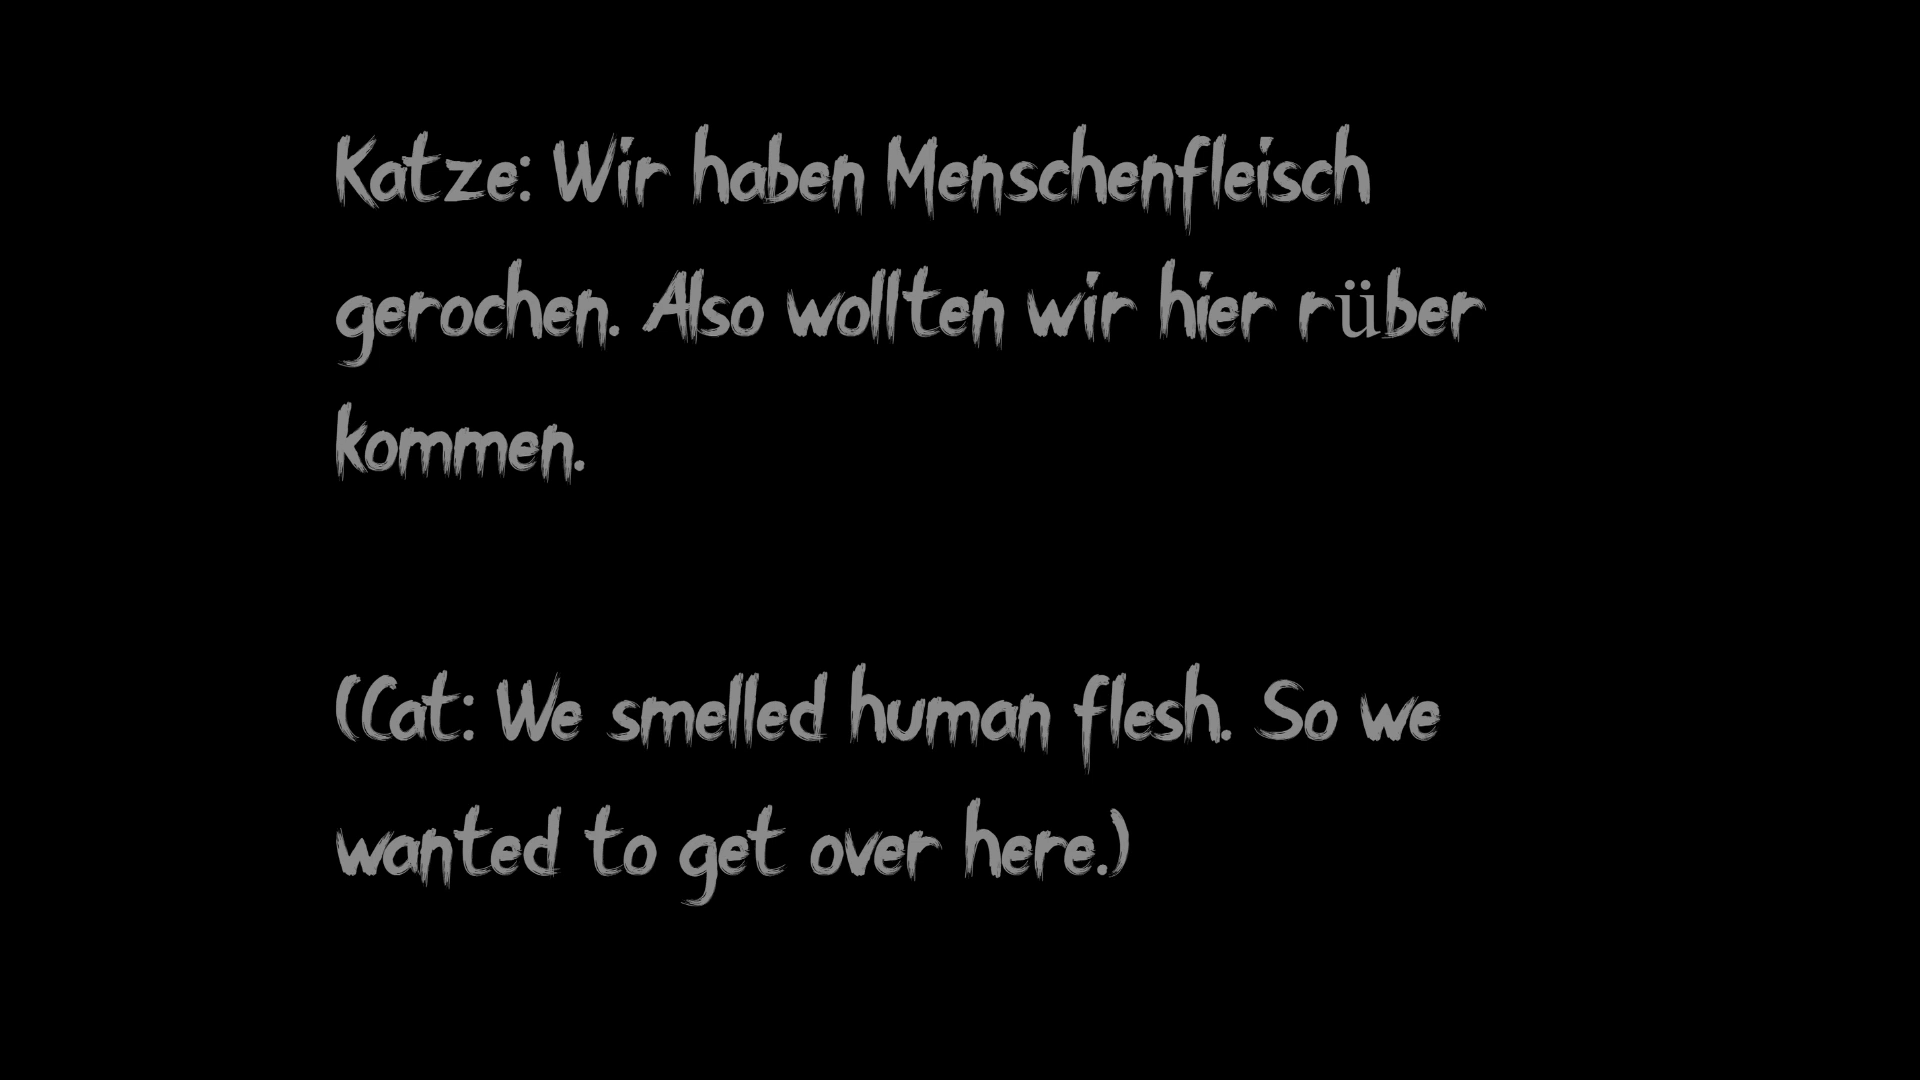 Katze: Wir haben Menschenfleisch
gerochen. Also wollten wir hier rüber
kommen.
(Cat: We smelled human flesh. So we
wanted to get over here.)